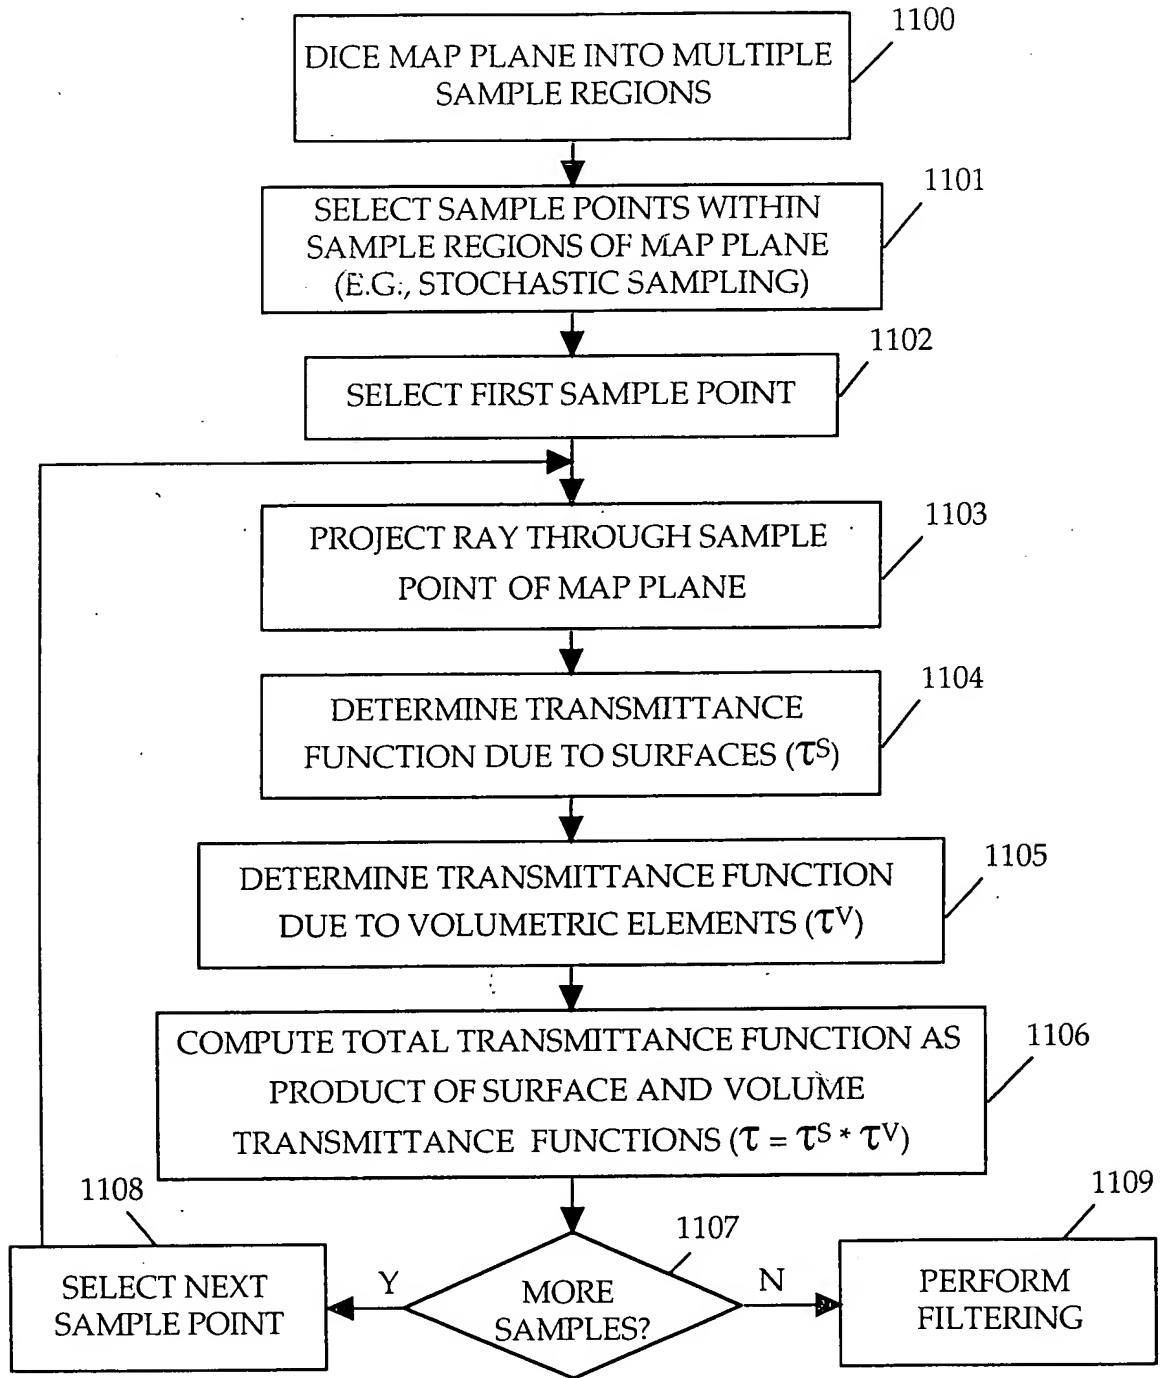 1100
DICE MAP PLANE INTO MULTIPLE
SAMPLE REGIONS
1101
SELECT SAMPLE POINTS WITHIN
SAMPLE REGIONS OF MAP PLANE
(E.G., STOCHASTIC SAMPLING)
1102
SELECT FIRST SAMPLE POINT
1103
PROJECT RAY THROUGH SAMPLE
POINT OF MAP PLANE
1104
DETERMINE TRANSMITTANCE
FUNCTION DUE TO SURFACES (τˢ)
1105
DETERMINE TRANSMITTANCE FUNCTION
DUE TO VOLUMETRIC ELEMENTS (τⱽ)
1106
COMPUTE TOTAL TRANSMITTANCE FUNCTION AS
PRODUCT OF SURFACE AND VOLUME
TRANSMITTANCE FUNCTIONS (τ = τˢ * τⱽ)
1107
MORE
SAMPLES?
Y
1108
SELECT NEXT
SAMPLE POINT
N
1109
PERFORM
FILTERING